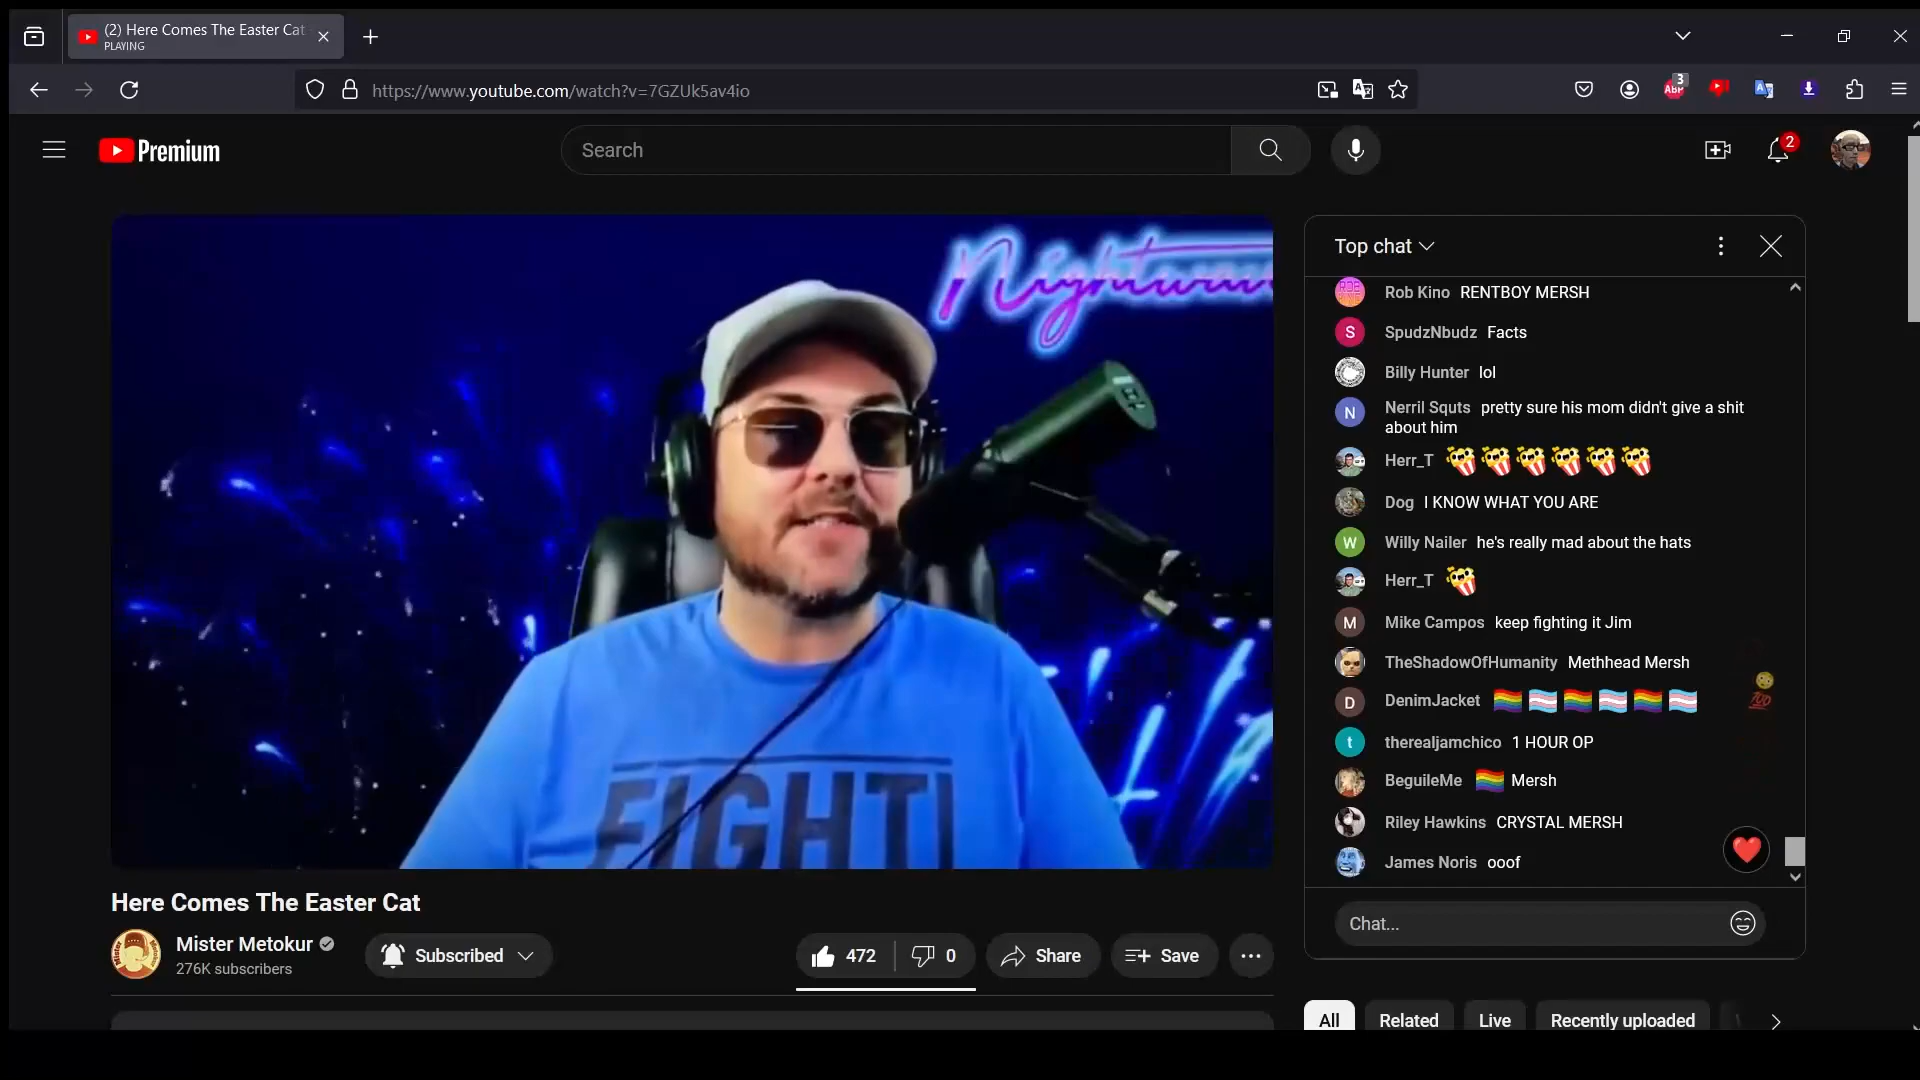 (2) Here Comes The Easter Cat
PLAYING
https://www.youtube.com/watch?v=7GZUk5av4io
3
ABP
Premium
Search
2
Nightwav
FIGHT!
Top chat
Rob Kino RENTBOY MERSH
S
SpudzNbudz Facts
Billy Hunter lol
N
Nerril Squts pretty sure his mom didn't give a shit
about him
Herr_T
Dog I KNOW WHAT YOU ARE
W
Willy Nailer he's really mad about the hats
Herr_T
M
Mike Campos keep fighting it Jim
TheShadowOfHumanity Methhead Mersh
D
DenimJacket
100
t
therealjamchico 1 HOUR OP
BeguileMe Mersh
Riley Hawkins CRYSTAL MERSH
James Noris ooof
Chat...
Here Comes The Easter Cat
Mister Metokur
276K subscribers
Subscribed
472
0
Share
Save
All
Related
Live
Recently uploaded